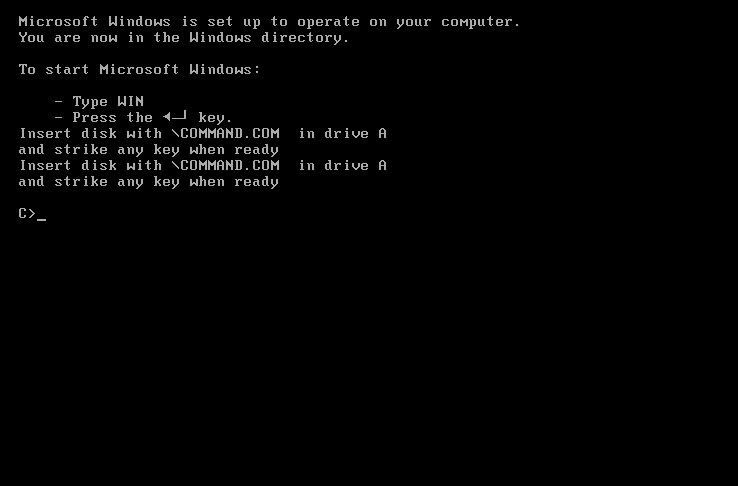 Microsoft Windows is set up to operate on your computer.
You are now in the Windows directory.
To start Microsoft Windows:
- Type WIN
- Press the ◄─┘ key.
Insert disk with \COMMAND.COM  in drive A
and strike any key when ready
Insert disk with \COMMAND.COM  in drive A
and strike any key when ready
C>_